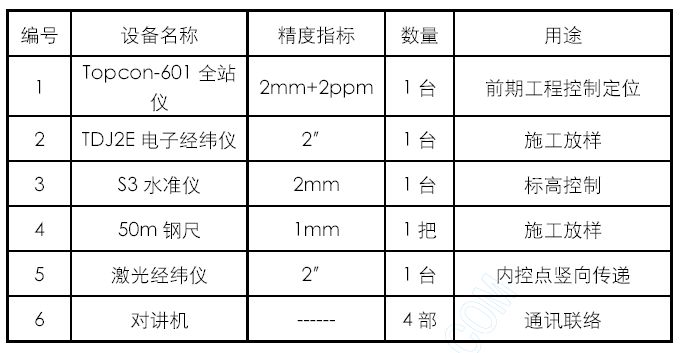 编号 设备名称 精度指标 数量 用途
1 Topcon-601 全站仪 2mm+2ppm 1 台 前期工程控制定位
2 TDJ2E 电子经纬仪 2″ 1 台 施工放样
3 S3 水准仪 2mm 1 台 标高控制
4 50m 钢尺 1mm 1 把 施工放样
5 激光经纬仪 2″ 1 台 内控点竖向传递
6 对讲机 ------ 4 部 通讯联络
.COM